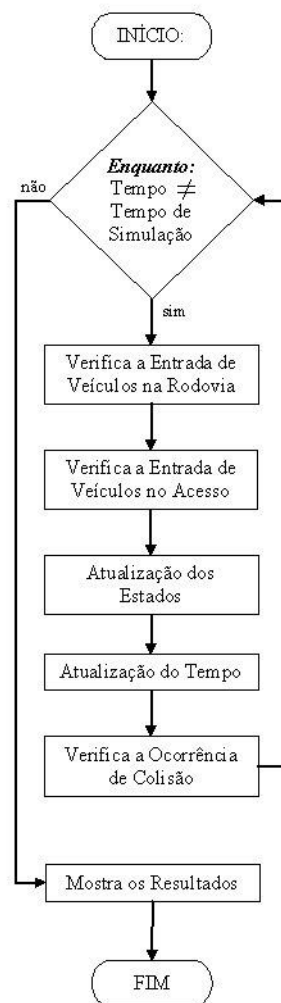 INÍCIO:
Enquanto:
Tempo ≠
Tempo de
Simulação
não
sim
Verifica a Entrada de
Veículos na Rodovia
Verifica a Entrada de
Veículos no Acesso
Atualização dos
Estados
Atualização do Tempo
Verifica a Ocorrência
de Colisão
Mostra os Resultados
FIM